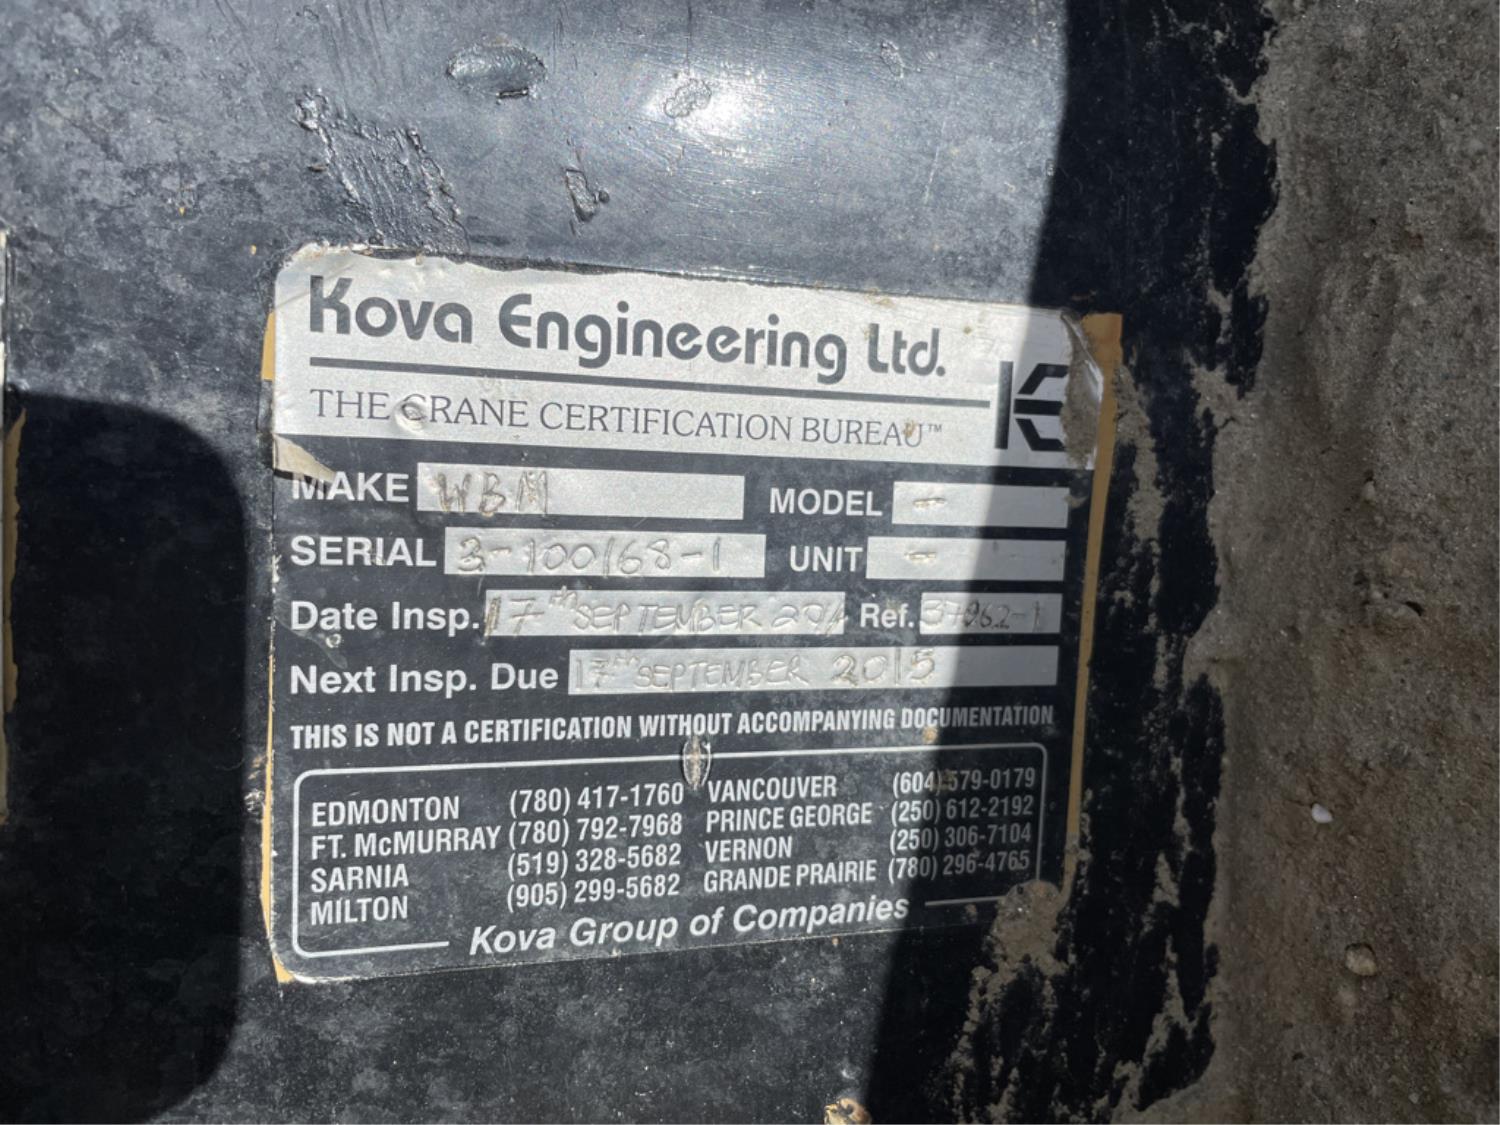 Kova Engineering Ltd.
THE CRANE CERTIFICATION BUREAU™
MAKE WBM MODEL -
SERIAL 3-100168-1 UNIT -
Date Insp. 17th SEPTEMBER Ref. 37062-1
Next Insp. Due 17th SEPTEMBER 2015
THIS IS NOT A CERTIFICATION WITHOUT ACCOMPANYING DOCUMENTATION
EDMONTON (780) 417-1760 VANCOUVER (604) 579-0179
FT. McMURRAY (780) 792-7968 PRINCE GEORGE (250) 612-2192
SARNIA (519) 328-5682 VERNON (250) 306-7104
MILTON (905) 299-5682 GRANDE PRAIRIE (780) 296-4765
Kova Group of Companies